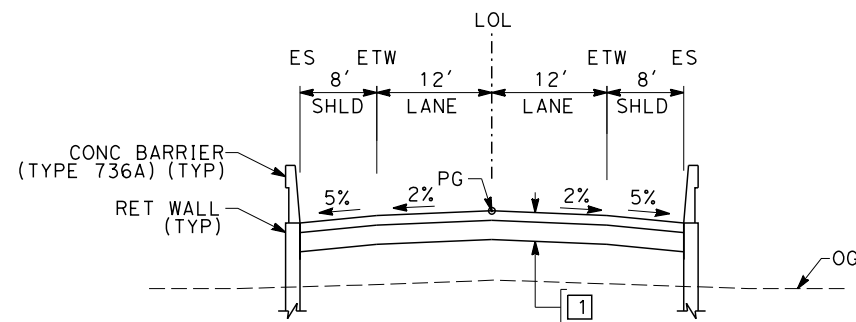 LOL
ES ETW ETW ES
8' 12' 12' 8'
SHLD LANE LANE SHLD
CONC BARRIER
(TYPE 736A) (TYP)
RET WALL
(TYP)
PG
5% 2% 2% 5%
OG
1